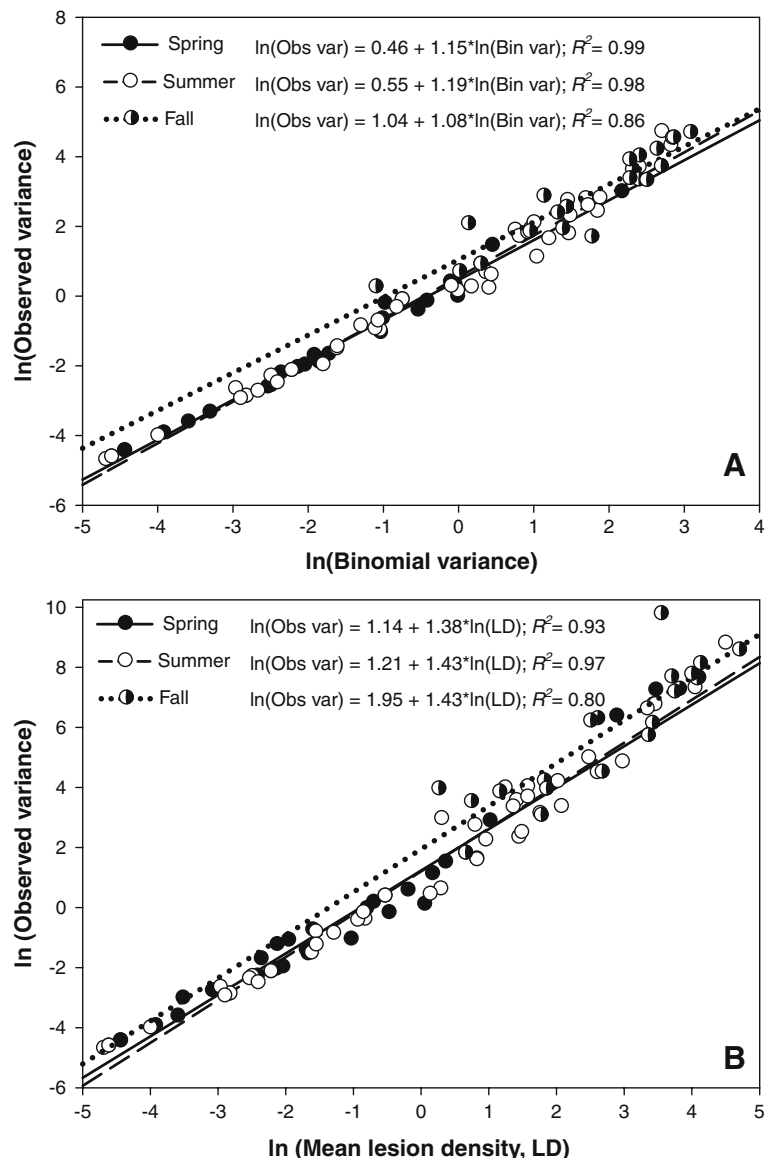 8
6
4
2
0
-2
-4
-6
ln(Observed variance)
Spring ln(Obs var) = 0.46 + 1.15*ln(Bin var); R² = 0.99
Summer ln(Obs var) = 0.55 + 1.19*ln(Bin var); R² = 0.98
Fall ln(Obs var) = 1.04 + 1.08*ln(Bin var); R² = 0.86
A
-5 -4 -3 -2 -1 0 1 2 3 4
ln(Binomial variance)
10
8
6
4
2
0
-2
-4
-6
ln (Observed variance)
Spring ln(Obs var) = 1.14 + 1.38*ln(LD); R² = 0.93
Summer ln(Obs var) = 1.21 + 1.43*ln(LD); R² = 0.97
Fall ln(Obs var) = 1.95 + 1.43*ln(LD); R² = 0.80
B
-5 -4 -3 -2 -1 0 1 2 3 4 5
ln (Mean lesion density, LD)